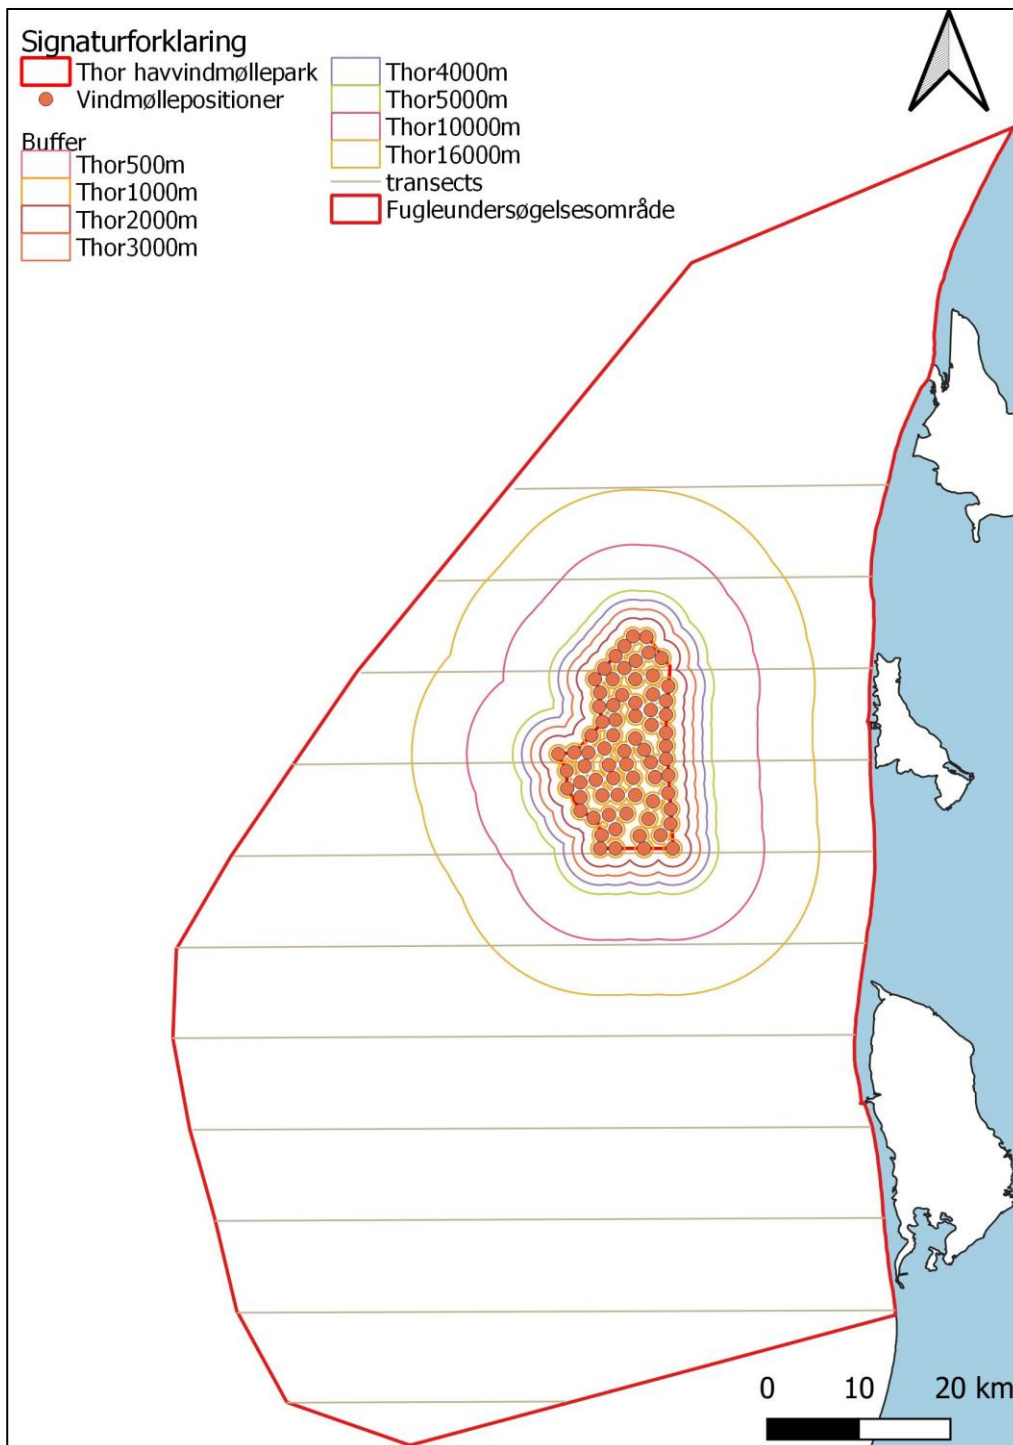 Signaturforklaring
Thor havvindmøllepark
Vindmøllepositioner
Buffer
Thor500m
Thor1000m
Thor2000m
Thor3000m
Thor4000m
Thor5000m
Thor10000m
Thor16000m
transects
Fugleundersøgelsesområde
0 10 20 km